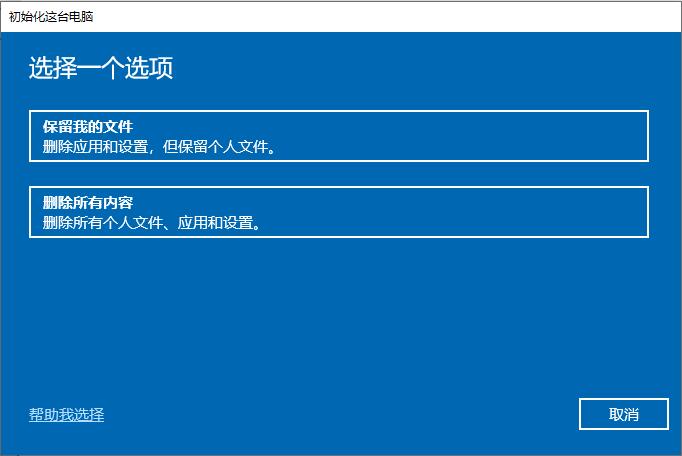 初始化这台电脑
选择一个选项
保留我的文件
删除应用和设置，但保留个人文件。
删除所有内容
删除所有个人文件、应用和设置。
帮助我选择
取消